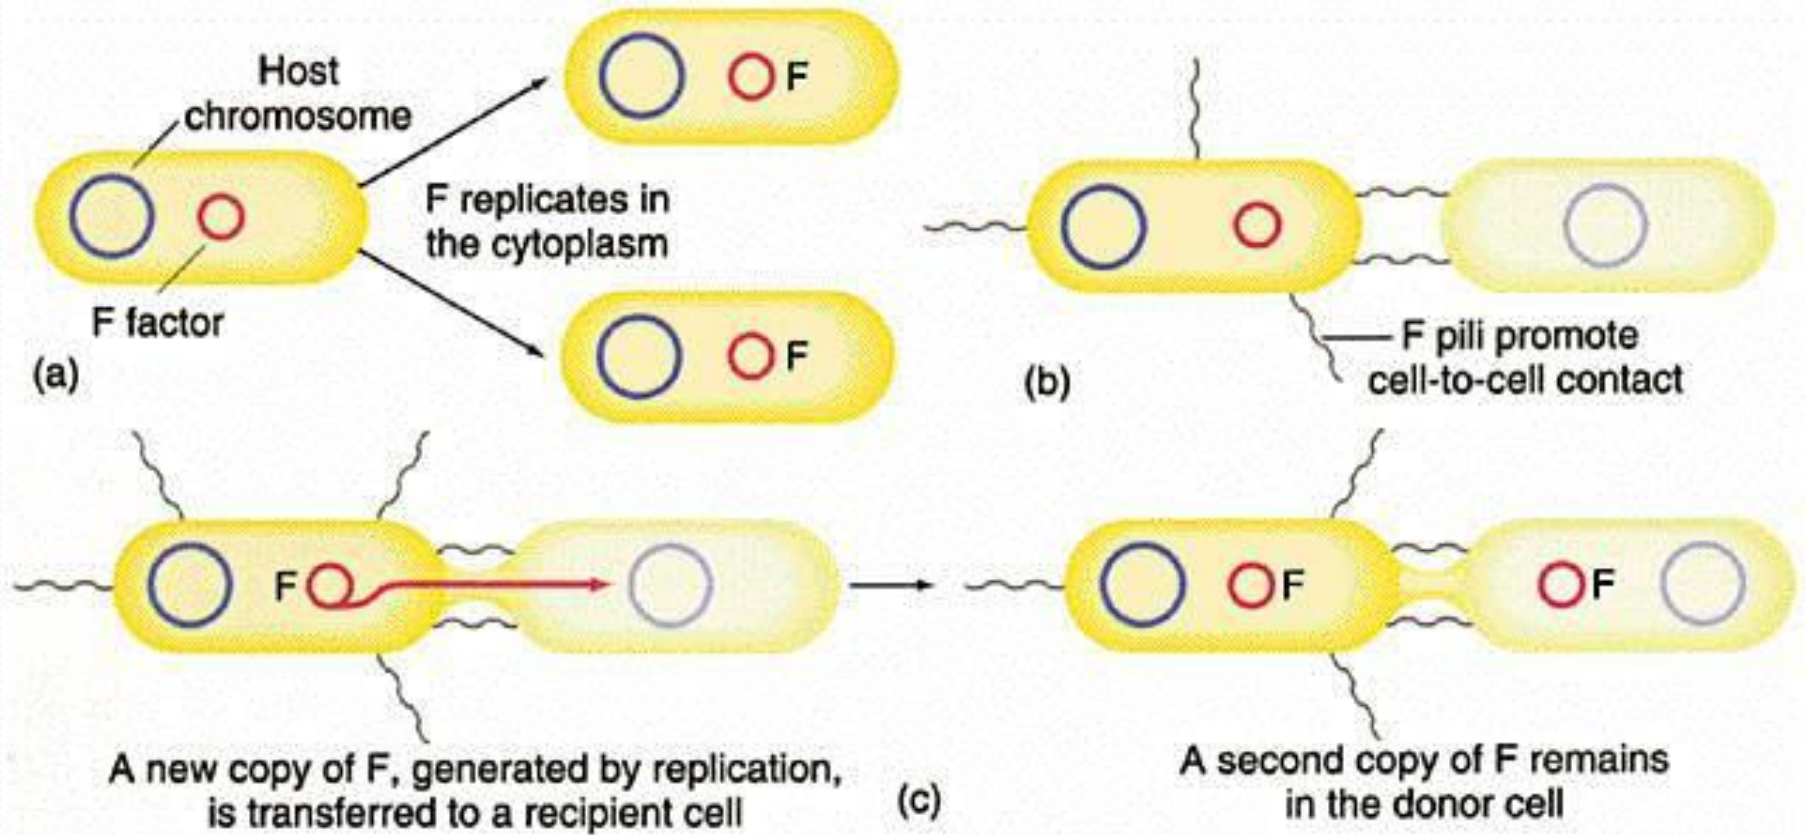 Host
chromosome
F
F replicates in
the cytoplasm
F factor
F
(a)
F pili promote
cell-to-cell contact
(b)
F
A new copy of F, generated by replication,
is transferred to a recipient cell
(c)
F
F
A second copy of F remains
in the donor cell